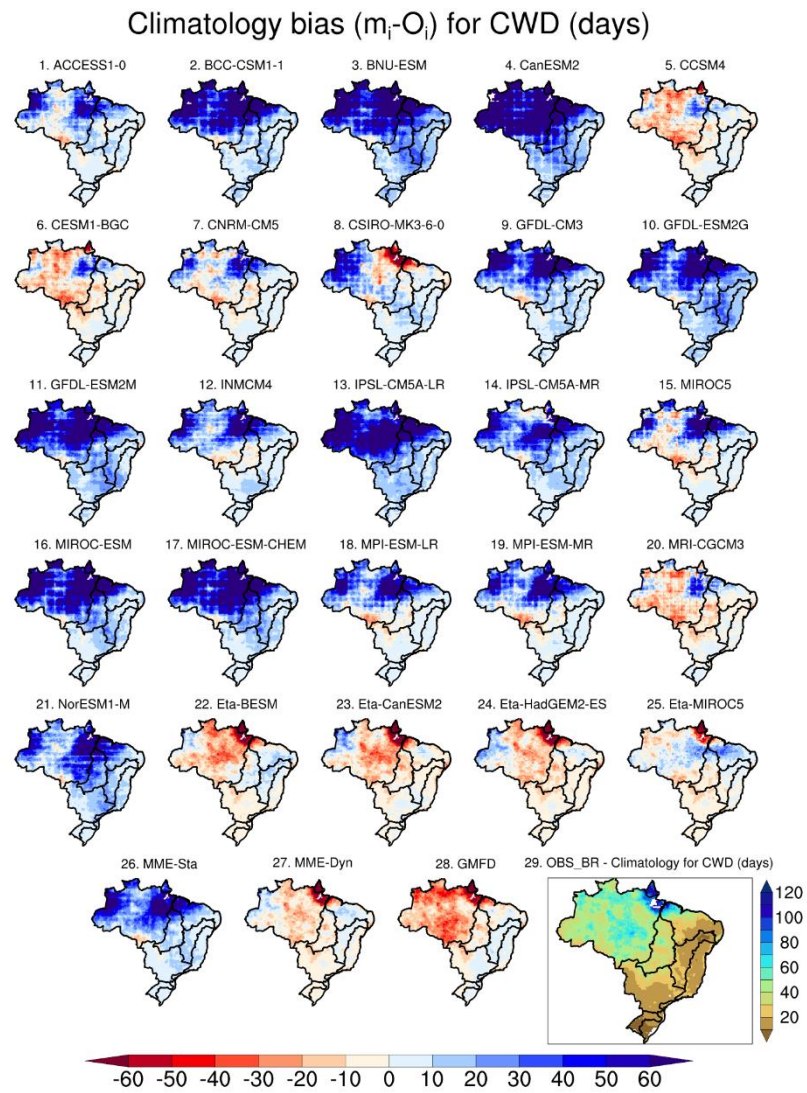 Climatology bias (mi-Oi) for CWD (days)
1. ACCESS1-0 2. BCC-CSM1-1 3. BNU-ESM 4. CanESM2 5. CCSM4
6. CESM1-BGC 7. CNRM-CM5 8. CSIRO-MK3-6-0 9. GFDL-CM3 10. GFDL-ESM2G
11. GFDL-ESM2M 12. INMCM4 13. IPSL-CM5A-LR 14. IPSL-CM5A-MR 15. MIROC5
16. MIROC-ESM 17. MIROC-ESM-CHEM 18. MPI-ESM-LR 19. MPI-ESM-MR 20. MRI-CGCM3
21. NorESM1-M 22. Eta-BESM 23. Eta-CanESM2 24. Eta-HadGEM2-ES 25. Eta-MIROC5
26. MME-Sta 27. MME-Dyn 28. GMFD 29. OBS_BR - Climatology for CWD (days)
120
100
80
60
40
20
-60 -50 -40 -30 -20 -10 0 10 20 30 40 50 60